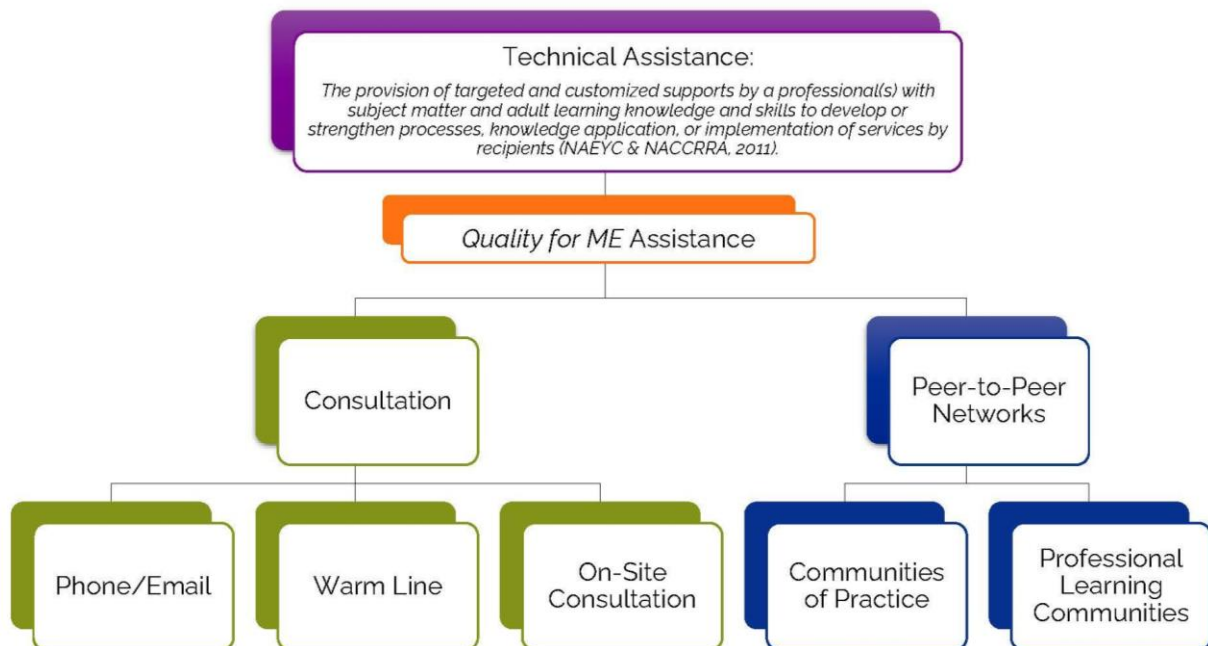 Technical Assistance:
The provision of targeted and customized supports by a professional(s) with
subject matter and adult learning knowledge and skills to develop or
strengthen processes, knowledge application, or implementation of services by
recipients (NAEYC & NACCRRA, 2011).
Quality for ME Assistance
Consultation
Peer-to-Peer
Networks
Phone/Email
Warm Line
On-Site
Consultation
Communities
of Practice
Professional
Learning
Communities